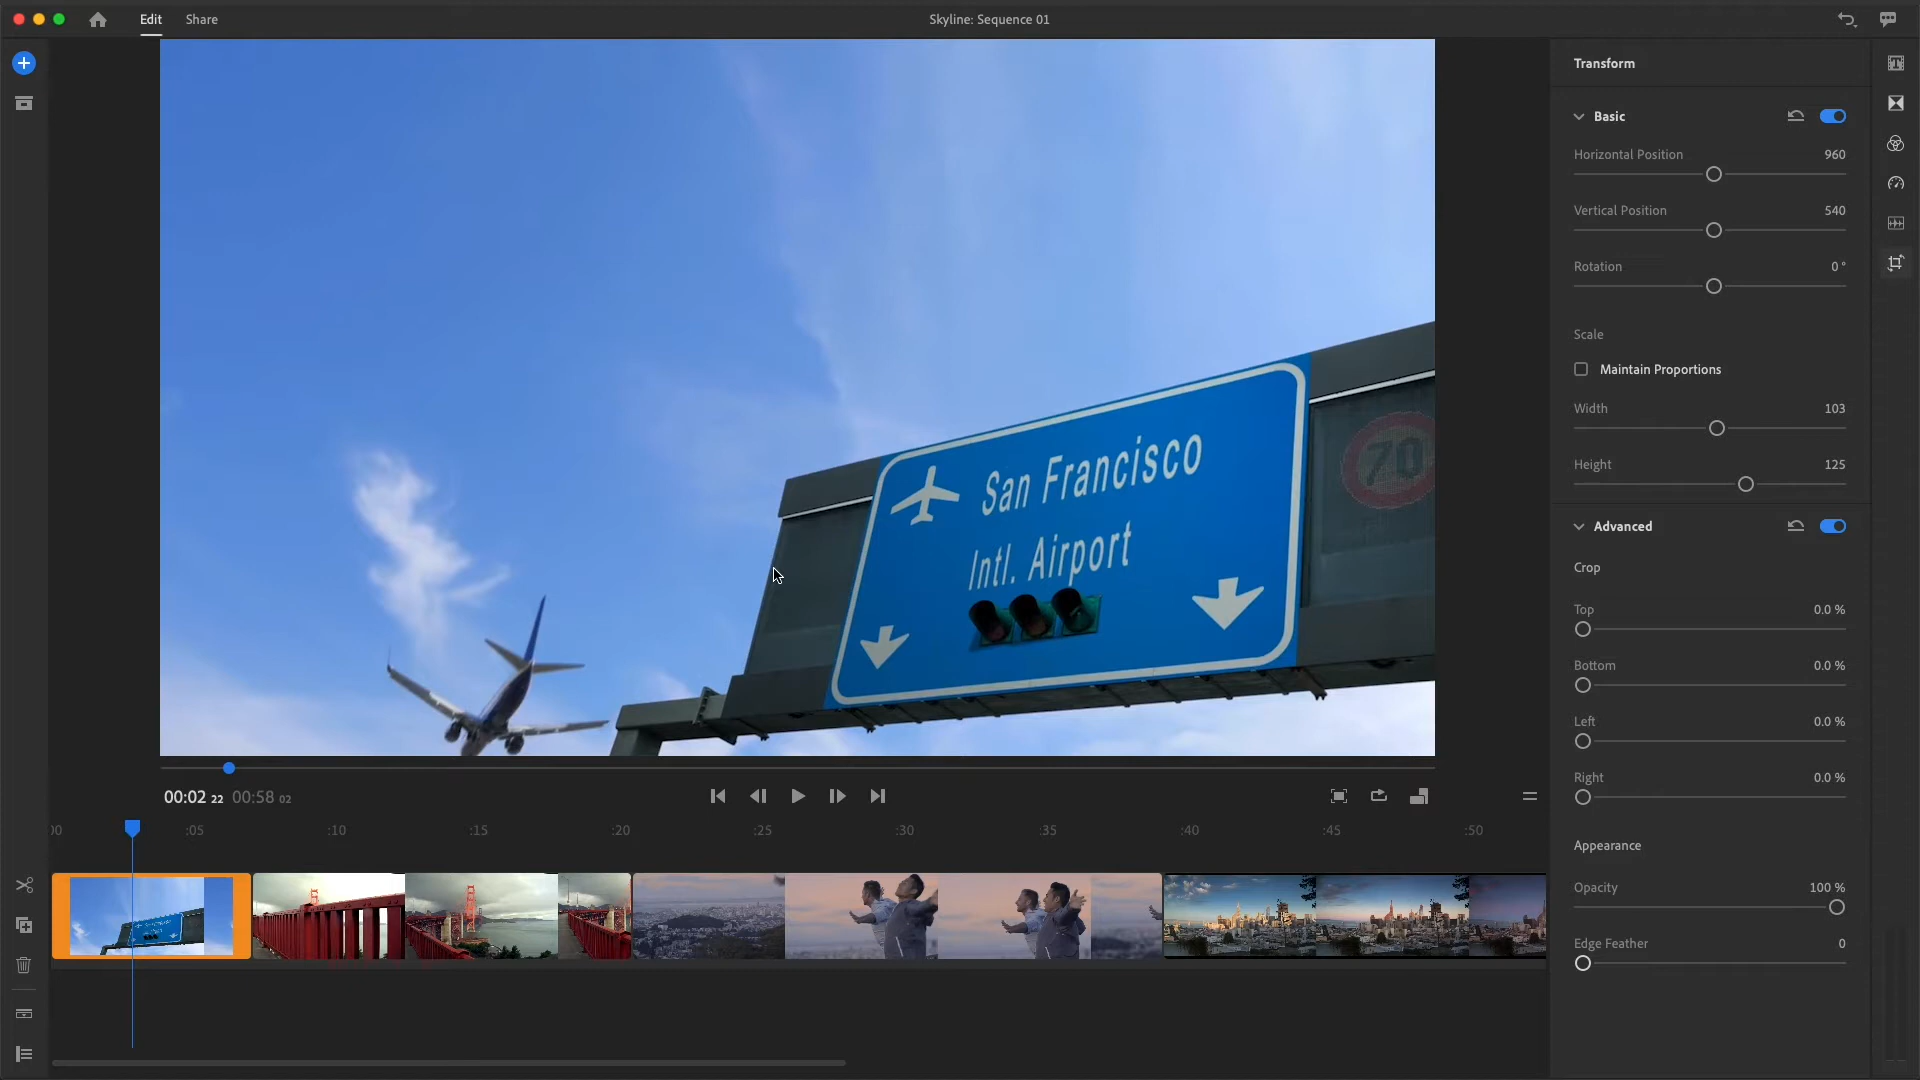 Edit
Share
Skyline: Sequence 01
Transform
Basic
Horizontal Position 960
Vertical Position 540
Rotation 0 °
Scale
Maintain Proportions
Width 103
Height 125
Advanced
Crop
Top 0.0 %
Bottom 0.0 %
Left 0.0 %
Right 0.0 %
Appearance
Opacity 100 %
Edge Feather 0
San Francisco
Intl. Airport
70
00:02 22 00:58 02
00 :05 :10 :15 :20 :25 :30 :35 :40 :45 :50